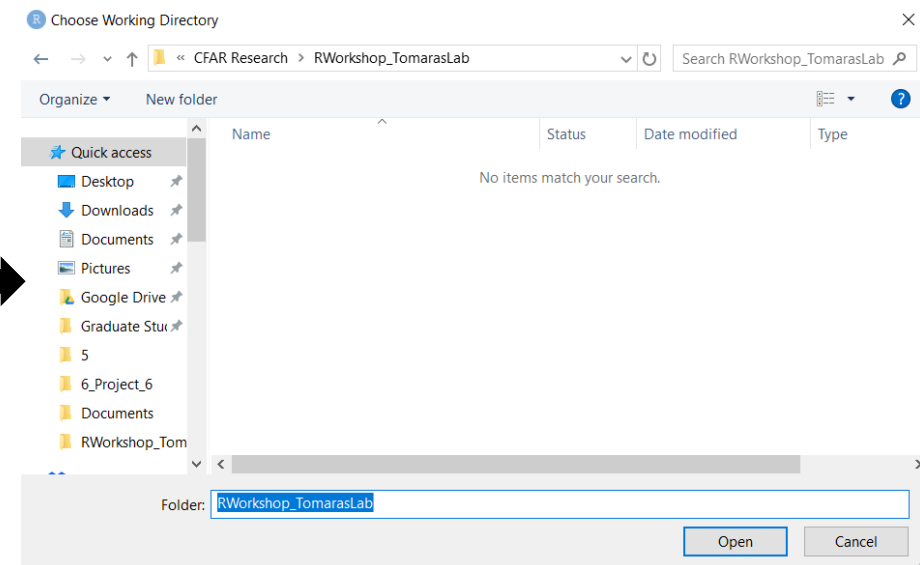 R Choose Working Directory
« CFAR Research > RWorkshop_TomarasLab
Search RWorkshop_TomarasLab
Organize
New folder
?
Name
Status
Date modified
Type
No items match your search.
Quick access
Desktop
Downloads
Documents
Pictures
Google Drive
Graduate Stu
5
6_Project_6
Documents
RWorkshop_Tom
Folder: RWorkshop_TomarasLab
Open
Cancel